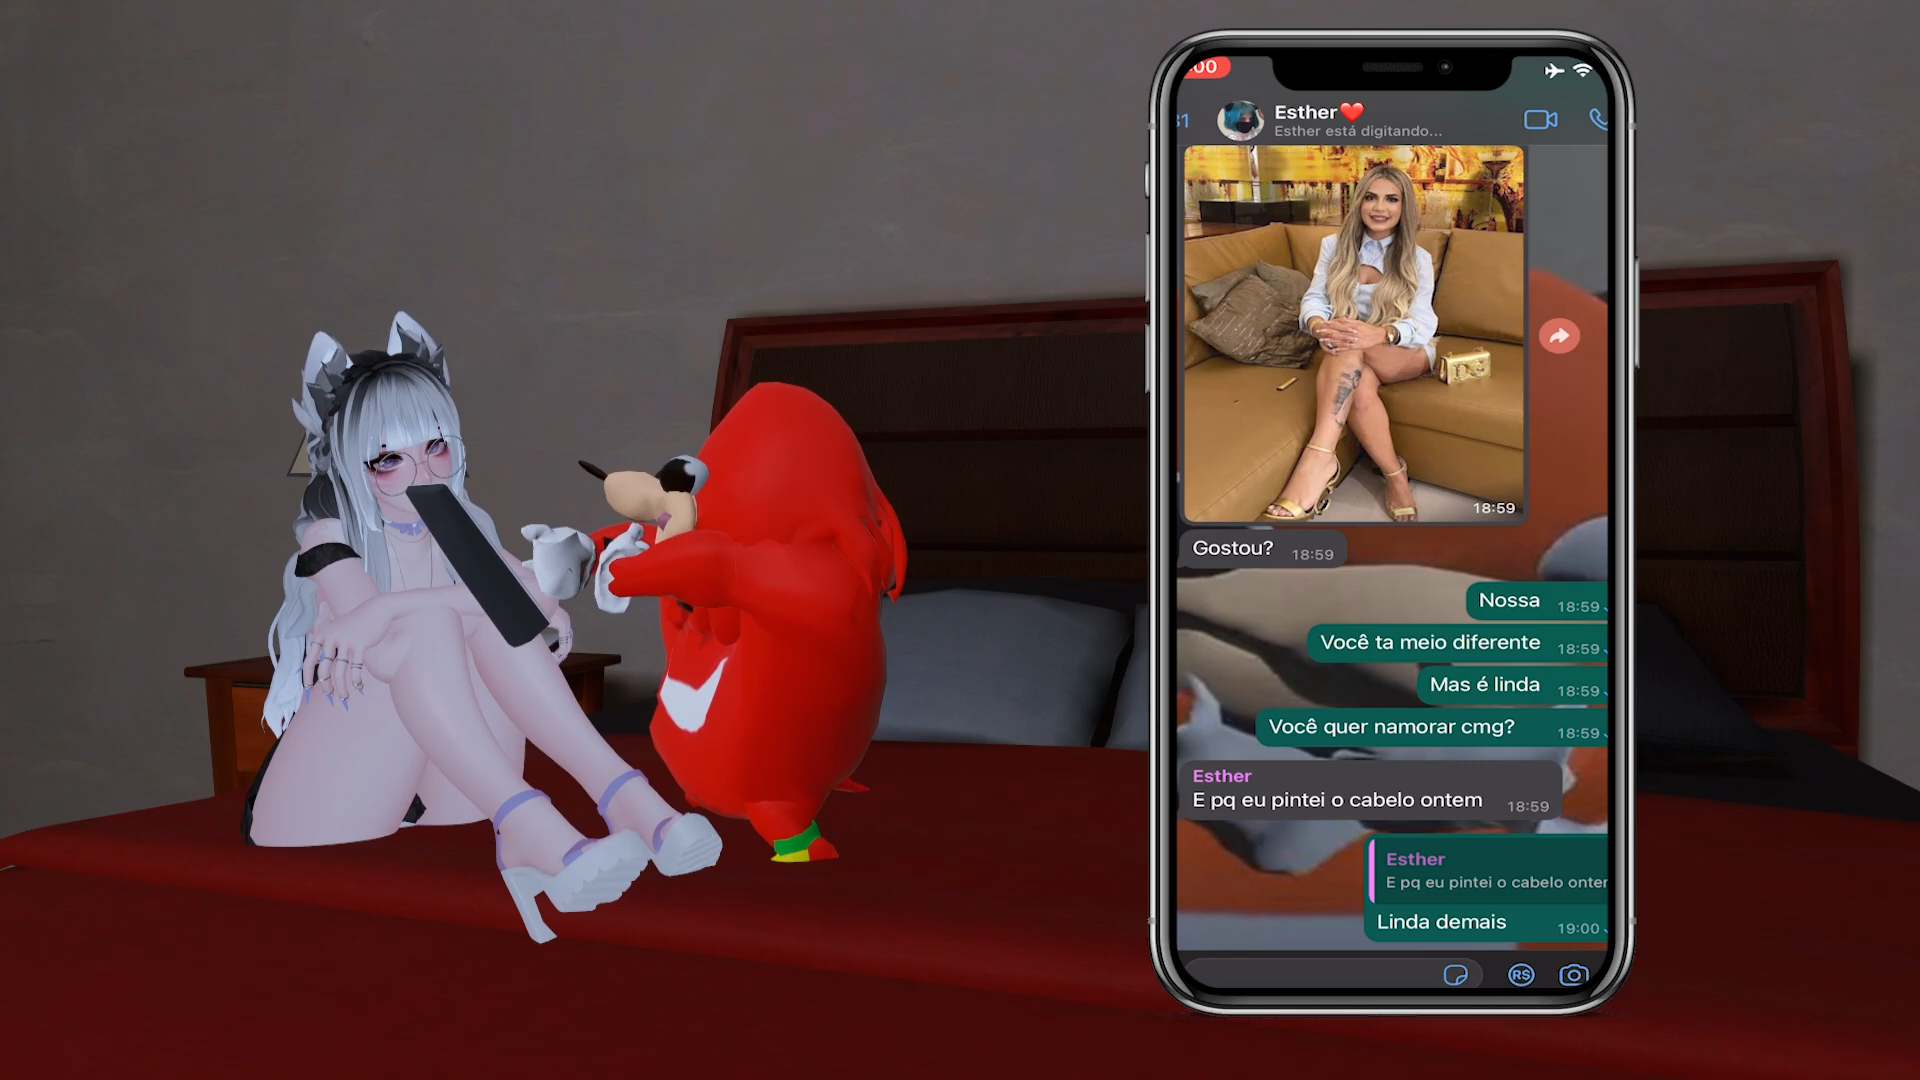 :00
31
Esther❤️
Esther está digitando...
18:59
Gostou? 18:59
Nossa 18:59
Você ta meio diferente 18:59
Mas é linda 18:59
Você quer namorar cmg? 18:59
Esther
E pq eu pintei o cabelo ontem 18:59
Esther
E pq eu pintei o cabelo onter
Linda demais 19:00
R$